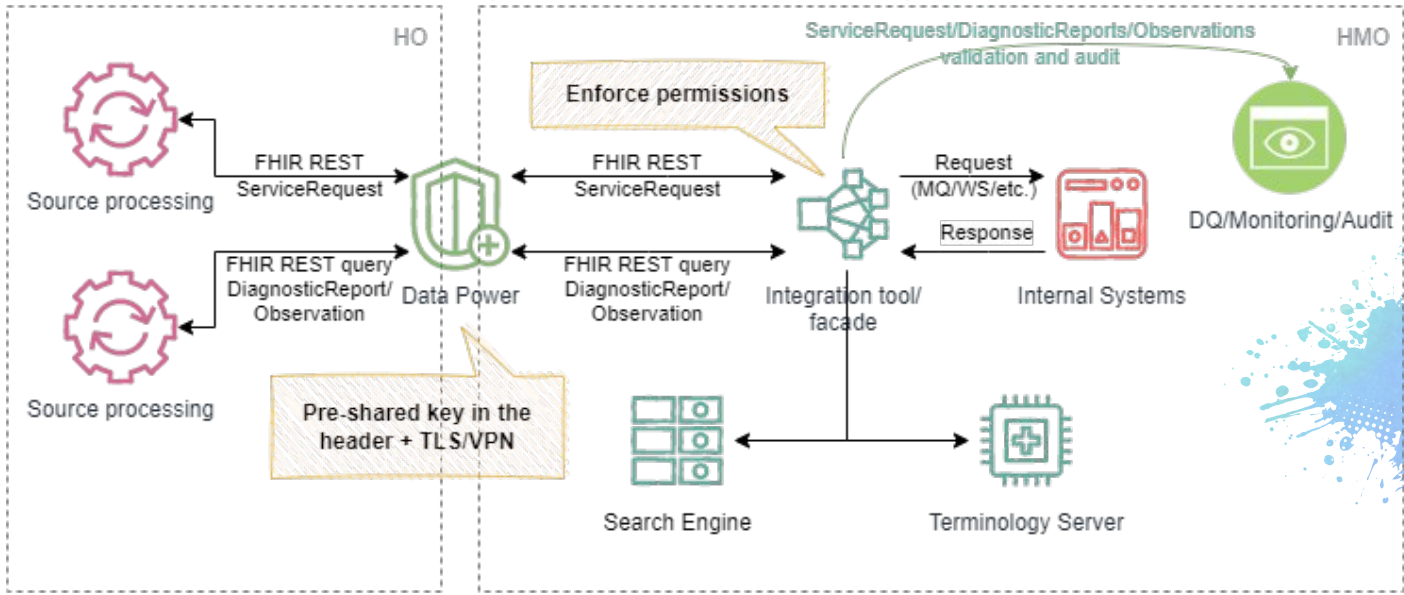 HO
HMO
ServiceRequest/DiagnosticReports/Observations
validation and audit
Enforce permissions
FHIR REST
ServiceRequest
FHIR REST
ServiceRequest
Request
(MQ/WS/etc.)
Source processing
DQ/Monitoring/Audit
Response
FHIR REST query
DiagnosticReport/
Observation
Data Power
FHIR REST query
DiagnosticReport/
Observation
Integration tool/
facade
Internal Systems
Source processing
Pre-shared key in the
header + TLS/VPN
Search Engine
Terminology Server